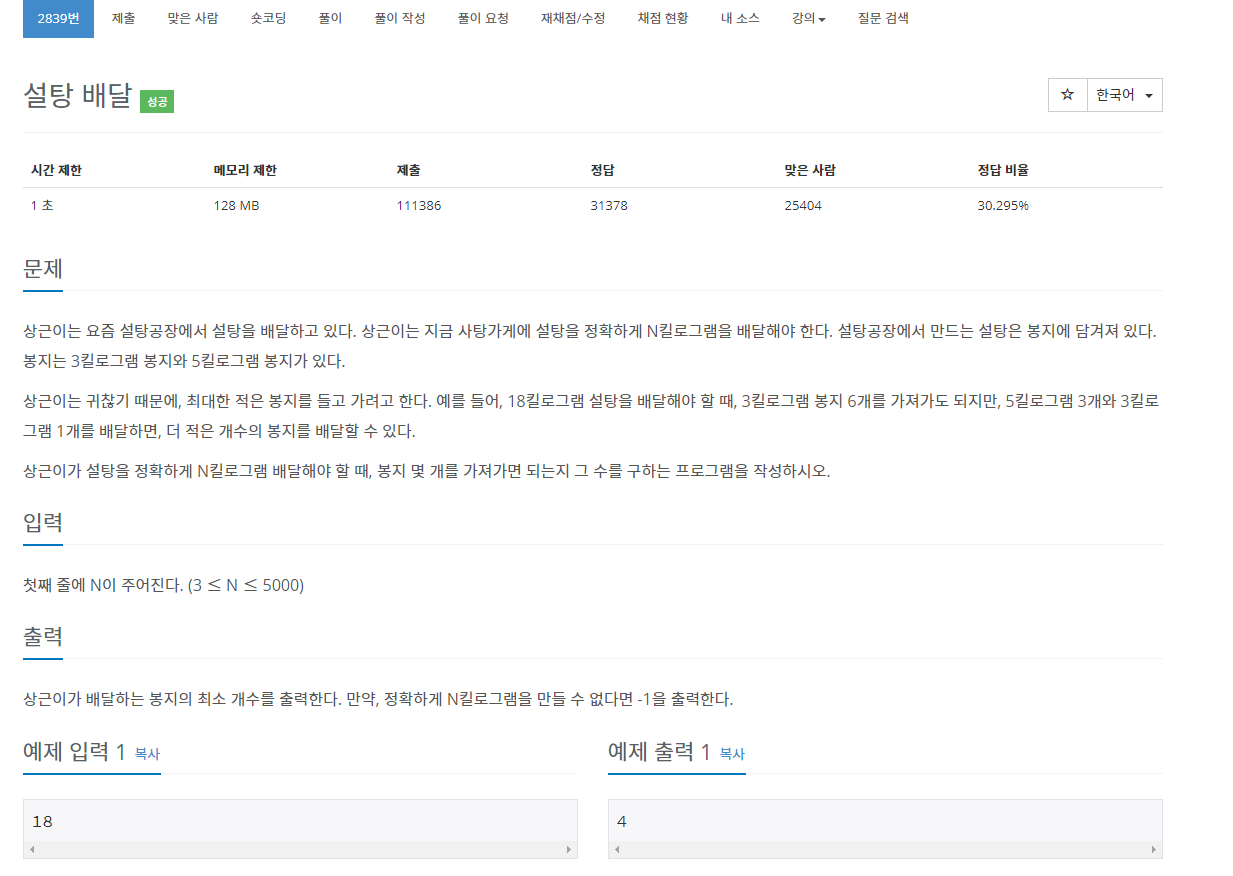 2839번 제출 맞은 사람 숏코딩 풀이 풀이 작성 풀이 요청 재채점/수정 채점 현황 내 소스 강의 질문 검색
설탕 배달 성공
☆ 한국어
시간 제한 메모리 제한 제출 정답 맞은 사람 정답 비율
1 초 128 MB 111386 31378 25404 30.295%
문제
상근이는 요즘 설탕공장에서 설탕을 배달하고 있다. 상근이는 지금 사탕가게에 설탕을 정확하게 N킬로그램을 배달해야 한다. 설탕공장에서 만드는 설탕은 봉지에 담겨져 있다.
봉지는 3킬로그램 봉지와 5킬로그램 봉지가 있다.
상근이는 귀찮기 때문에, 최대한 적은 봉지를 들고 가려고 한다. 예를 들어, 18킬로그램 설탕을 배달해야 할 때, 3킬로그램 봉지 6개를 가져가도 되지만, 5킬로그램 3개와 3킬로
그램 1개를 배달하면, 더 적은 개수의 봉지를 배달할 수 있다.
상근이가 설탕을 정확하게 N킬로그램 배달해야 할 때, 봉지 몇 개를 가져가면 되는지 그 수를 구하는 프로그램을 작성하시오.
입력
첫째 줄에 N이 주어진다. (3 ≤ N ≤ 5000)
출력
상근이가 배달하는 봉지의 최소 개수를 출력한다. 만약, 정확하게 N킬로그램을 만들 수 없다면 -1을 출력한다.
예제 입력 1 복사
18
예제 출력 1 복사
4